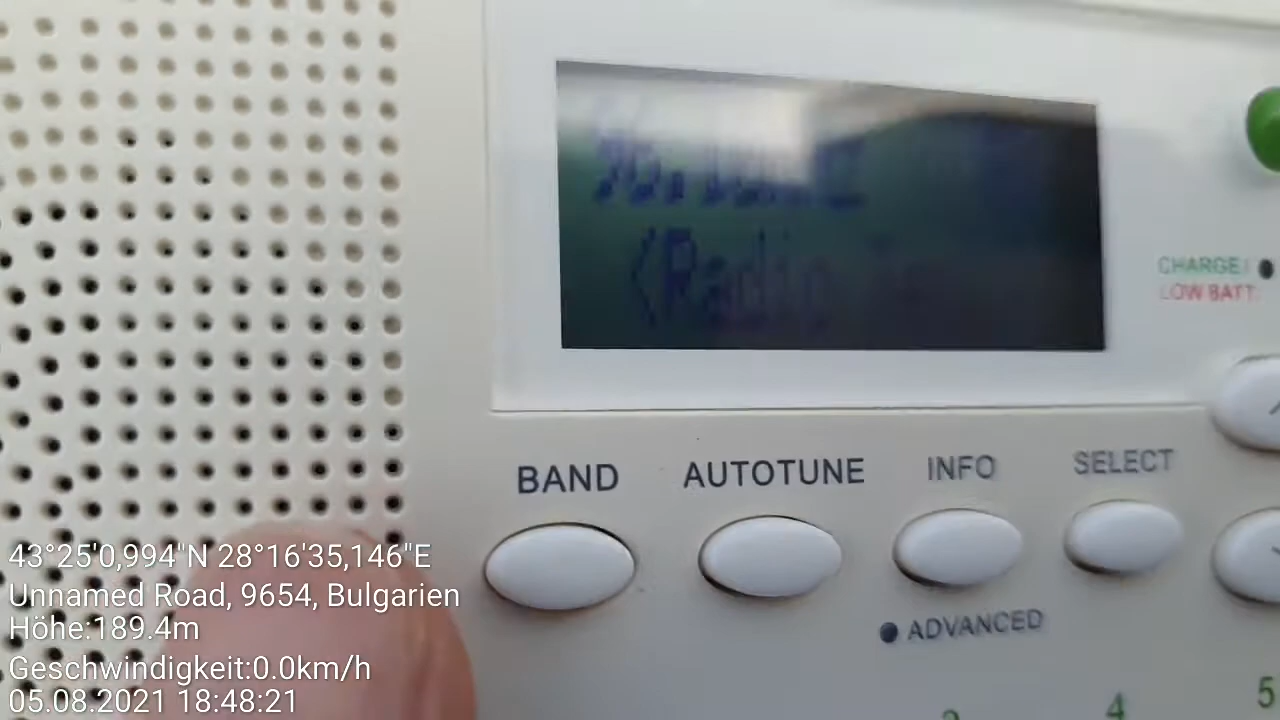 <Radio
CHARGE/
LOW BATT.
BAND
AUTOTUNE
INFO
SELECT
ADVANCED
4
5
43°25'0,994"N 28°16'35,146"E
Unnamed Road, 9654, Bulgarien
Höhe:189.4m
Geschwindigkeit:0.0km/h
05.08.2021 18:48:21